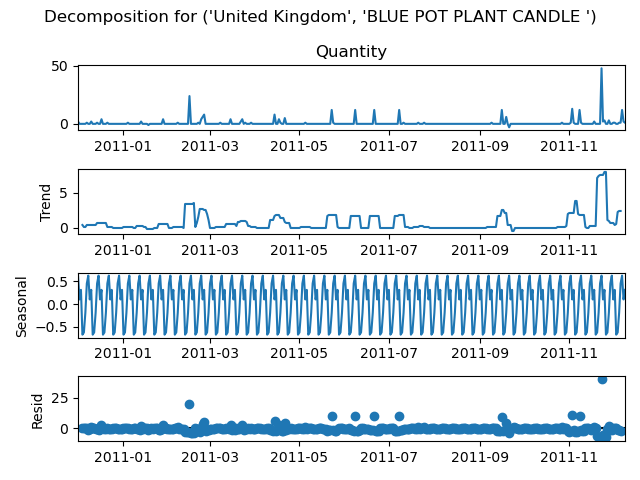 Decomposition for ('United Kingdom', 'BLUE POT PLANT CANDLE ')
Quantity
50
0
2011-01 2011-03 2011-05 2011-07 2011-09 2011-11
Trend
5
0
2011-01 2011-03 2011-05 2011-07 2011-09 2011-11
Seasonal
0.5
0.0
−0.5
2011-01 2011-03 2011-05 2011-07 2011-09 2011-11
Resid
25
0
2011-01 2011-03 2011-05 2011-07 2011-09 2011-11